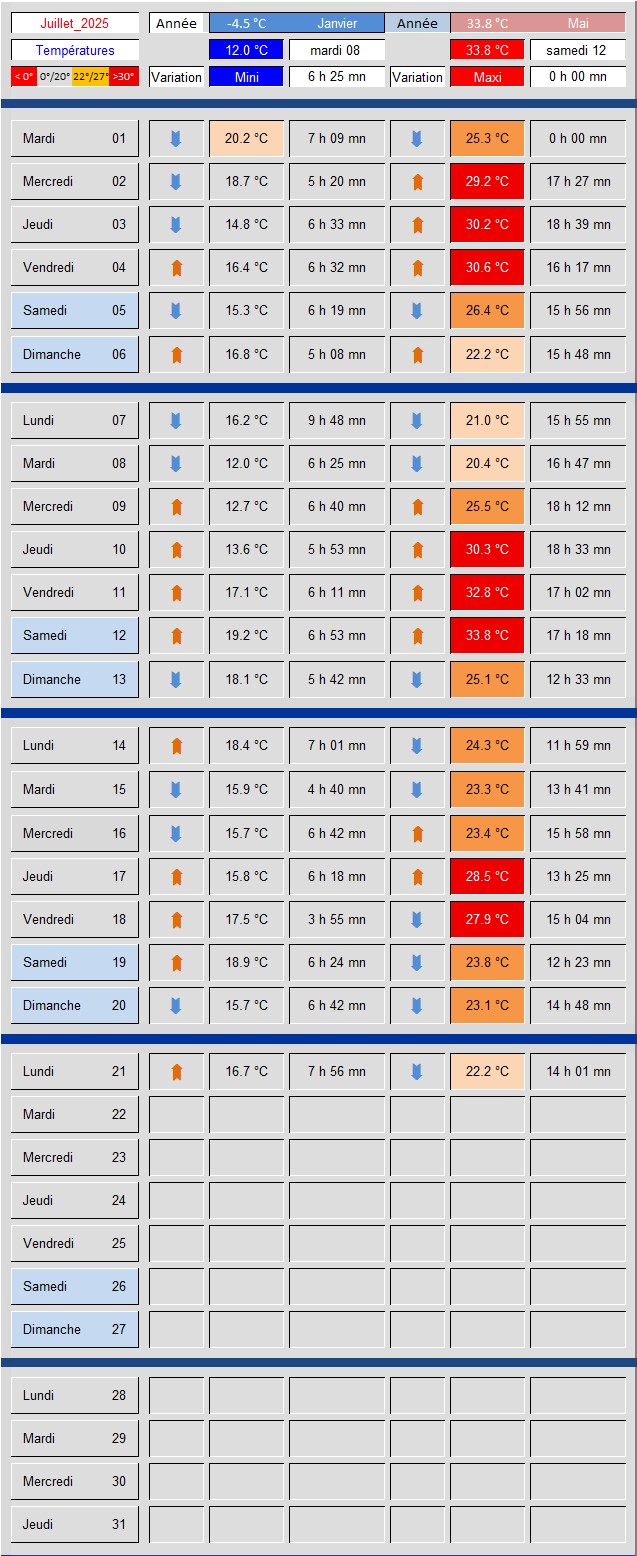 Juillet_2025 Année -4.5 °C Janvier Année 33.8 °C Mai
Températures 12.0 °C mardi 08 33.8 °C samedi 12
< 0° 0°/20° 22°/27° >30° Variation Mini 6 h 25 mn Variation Maxi 0 h 00 mn
Mardi 01 20.2 °C 7 h 09 mn 25.3 °C 0 h 00 mn
Mercredi 02 18.7 °C 5 h 20 mn 29.2 °C 17 h 27 mn
Jeudi 03 14.8 °C 6 h 33 mn 30.2 °C 18 h 39 mn
Vendredi 04 16.4 °C 6 h 32 mn 30.6 °C 16 h 17 mn
Samedi 05 15.3 °C 6 h 19 mn 26.4 °C 15 h 56 mn
Dimanche 06 16.8 °C 5 h 08 mn 22.2 °C 15 h 48 mn
Lundi 07 16.2 °C 9 h 48 mn 21.0 °C 15 h 55 mn
Mardi 08 12.0 °C 6 h 25 mn 20.4 °C 16 h 47 mn
Mercredi 09 12.7 °C 6 h 40 mn 25.5 °C 18 h 12 mn
Jeudi 10 13.6 °C 5 h 53 mn 30.3 °C 18 h 33 mn
Vendredi 11 17.1 °C 6 h 11 mn 32.8 °C 17 h 02 mn
Samedi 12 19.2 °C 6 h 53 mn 33.8 °C 17 h 18 mn
Dimanche 13 18.1 °C 5 h 42 mn 25.1 °C 12 h 33 mn
Lundi 14 18.4 °C 7 h 01 mn 24.3 °C 11 h 59 mn
Mardi 15 15.9 °C 4 h 40 mn 23.3 °C 13 h 41 mn
Mercredi 16 15.7 °C 6 h 42 mn 23.4 °C 15 h 58 mn
Jeudi 17 15.8 °C 6 h 18 mn 28.5 °C 13 h 25 mn
Vendredi 18 17.5 °C 3 h 55 mn 27.9 °C 15 h 04 mn
Samedi 19 18.9 °C 6 h 24 mn 23.8 °C 12 h 23 mn
Dimanche 20 15.7 °C 6 h 42 mn 23.1 °C 14 h 48 mn
Lundi 21 16.7 °C 7 h 56 mn 22.2 °C 14 h 01 mn
Mardi 22
Mercredi 23
Jeudi 24
Vendredi 25
Samedi 26
Dimanche 27
Lundi 28
Mardi 29
Mercredi 30
Jeudi 31